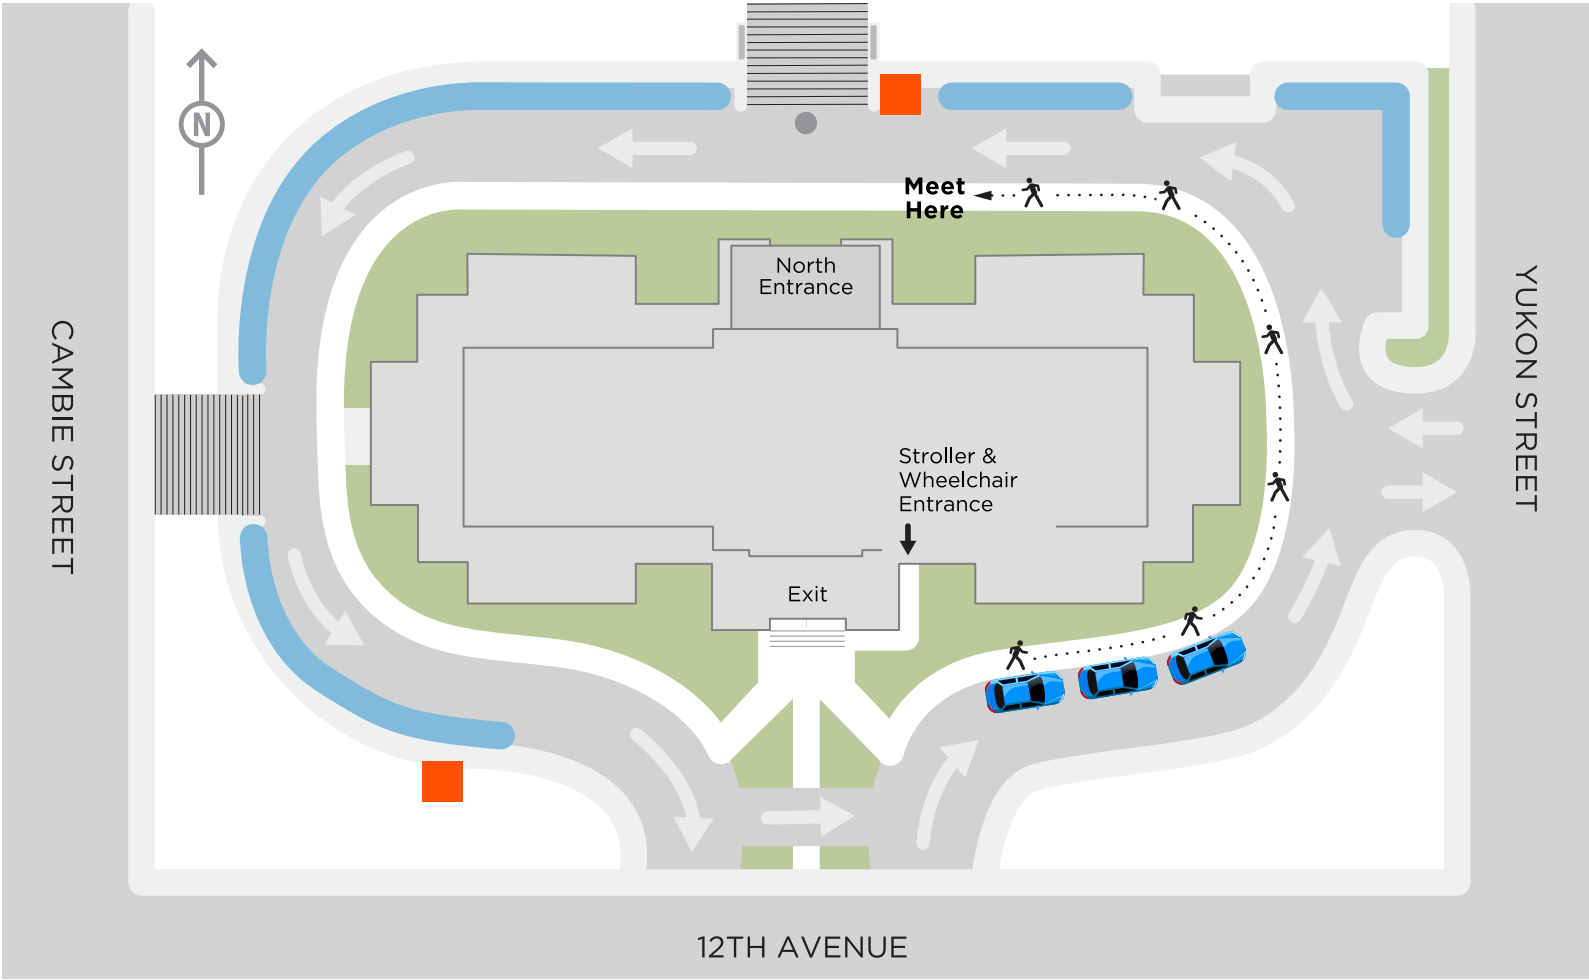 N
Meet
Here
North
Entrance
CAMBIE STREET
YUKON STREET
Stroller &
Wheelchair
Entrance
Exit
12TH AVENUE